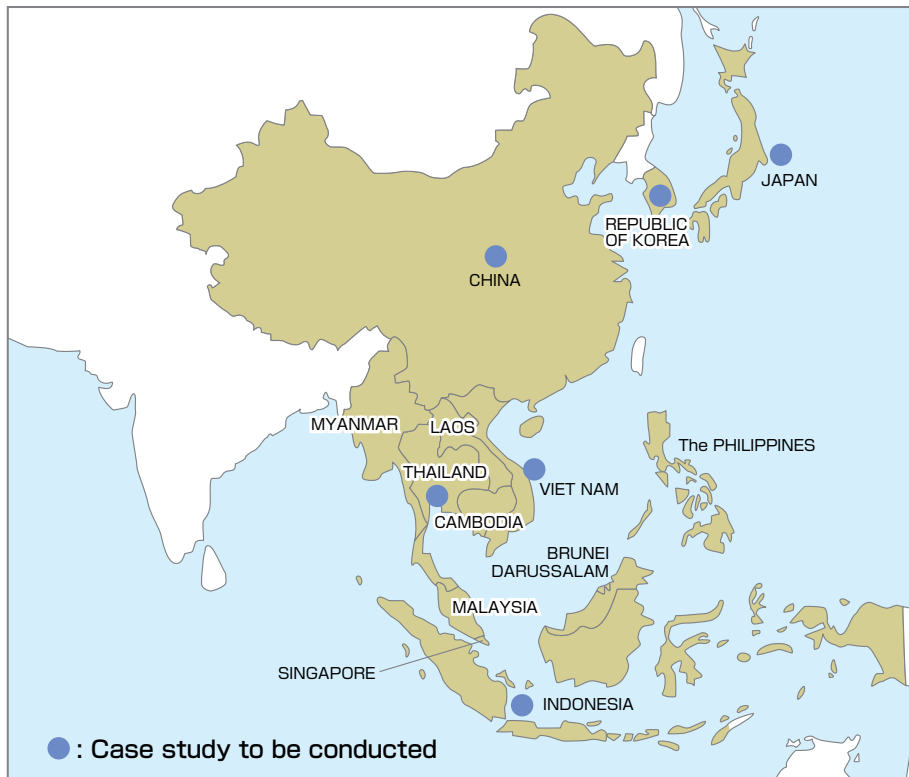 JAPAN
REPUBLIC
OF KOREA
CHINA
MYANMAR
LAOS
The PHILIPPINES
THAILAND
VIET NAM
CAMBODIA
BRUNEI
DARUSSALAM
MALAYSIA
SINGAPORE
INDONESIA
: Case study to be conducted